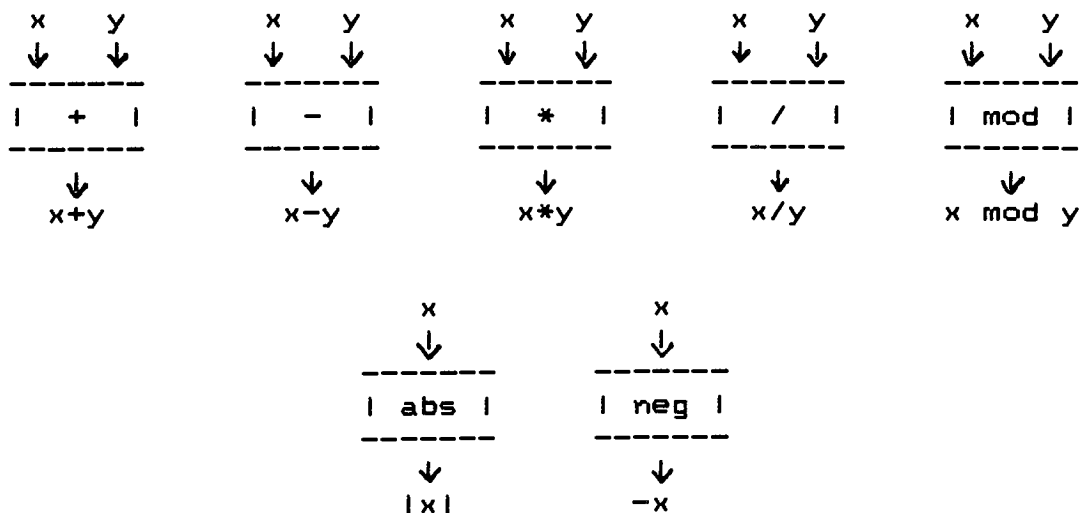 x y x y x y x y x y
| + | | - | | * | | / | | mod |
x+y x-y x*y x/y x mod y
x x
| abs | | neg |
|x| -x